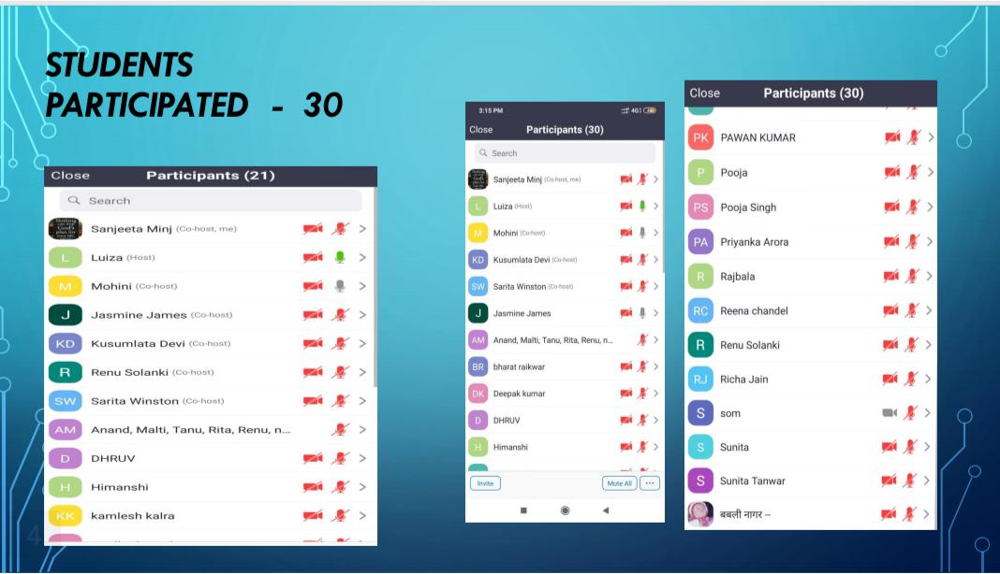 STUDENTS
PARTICIPATED - 30
Close Participants (21)
Search
Sanjeeta Minj (Co-host, me)
L Luiza (Host)
M Mohini (Co-host)
J Jasmine James (Co-host)
KD Kusumlata Devi (Co-host)
R Renu Solanki (Co-host)
SW Sarita Winston (Co-host)
AM Anand, Malti, Tanu, Rita, Renu, n...
D DHRUV
H Himanshi
KK kamlesh kalra
4
3:15 PM 4G
Close Participants (30)
Search
Sanjeeta Minj (Co-host, me)
L Luiza (Host)
M Mohini (Co-host)
KD Kusumlata Devi (Co-host)
SW Sarita Winston (Co-host)
J Jasmine James
AM Anand, Malti, Tanu, Rita, Renu, n...
BR bharat raikwar
DK Deepak kumar
D DHRUV
H Himanshi
Invite Mute All ...
Close Participants (30)
PK PAWAN KUMAR
P Pooja
PS Pooja Singh
PA Priyanka Arora
R Rajbala
RC Reena chandel
R Renu Solanki
RJ Richa Jain
S som
S Sunita
S Sunita Tanwar
बबली नागर --